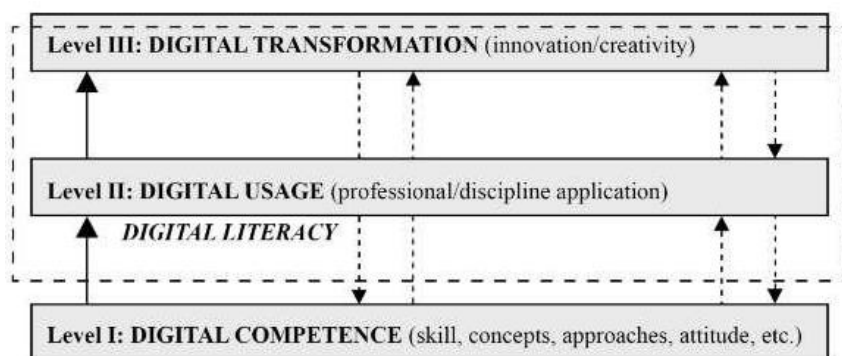 Level III: DIGITAL TRANSFORMATION (innovation/creativity)
Level II: DIGITAL USAGE (professional/discipline application)
DIGITAL LITERACY
Level I: DIGITAL COMPETENCE (skill, concepts, approaches, attitude, etc.)